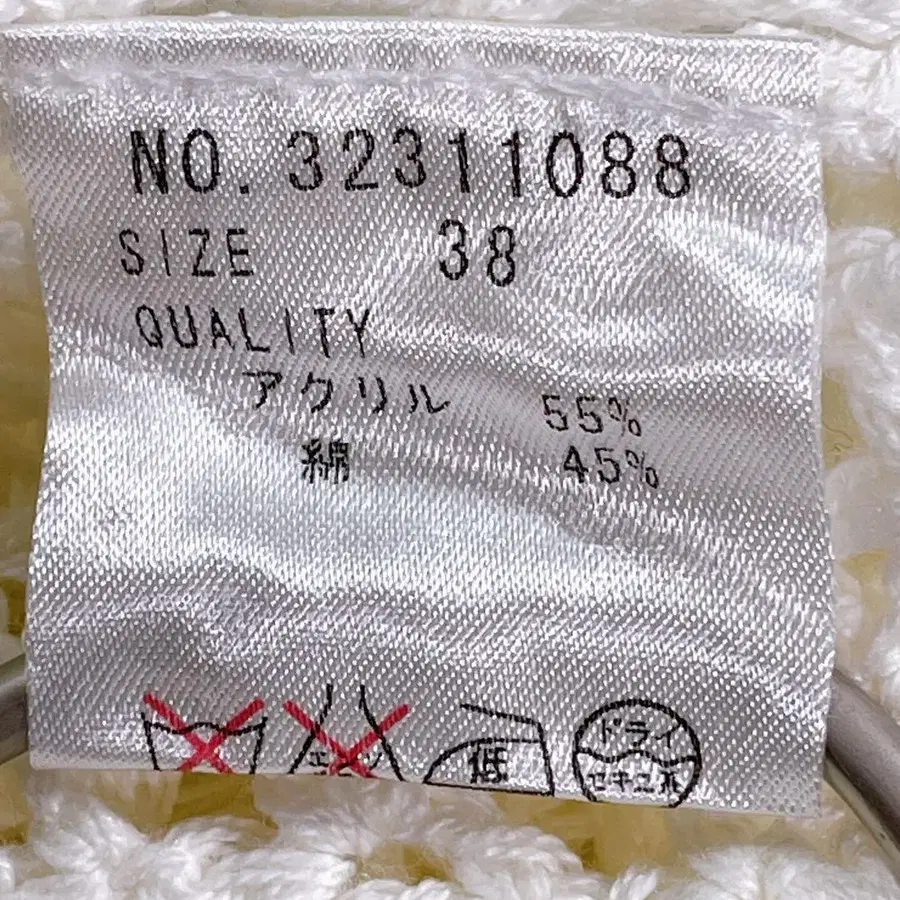 NO. 32311088
SIZE 38
QUALITY
アクリル 55%
綿 45%
低
ドライ
セキユ系